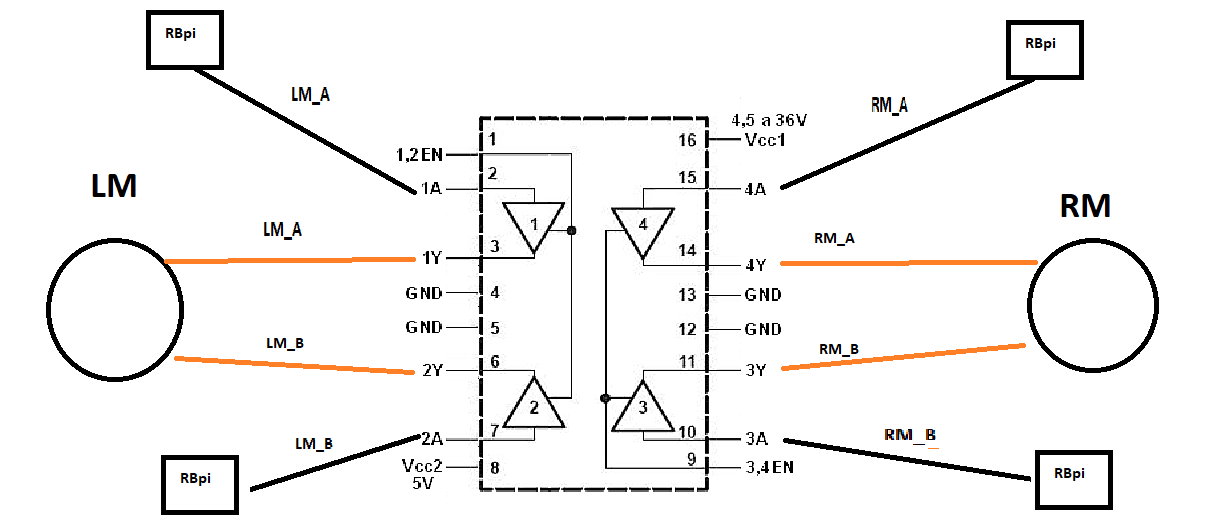 RBpi
RBpi
LM_A
RM_A
4,5 a 36V
1
16
Vcc1
1,2EN
2
15
1A
4A
LM
RM
1
4
LM_A
RM_A
3
14
1Y
4Y
GND
4
13
GND
GND
5
12
GND
LM_B
RM_B
6
11
2Y
3Y
2
3
7
10
2A
3A
LM_B
RM_B
Vcc2
8
9
3,4EN
5V
RBpi
RBpi